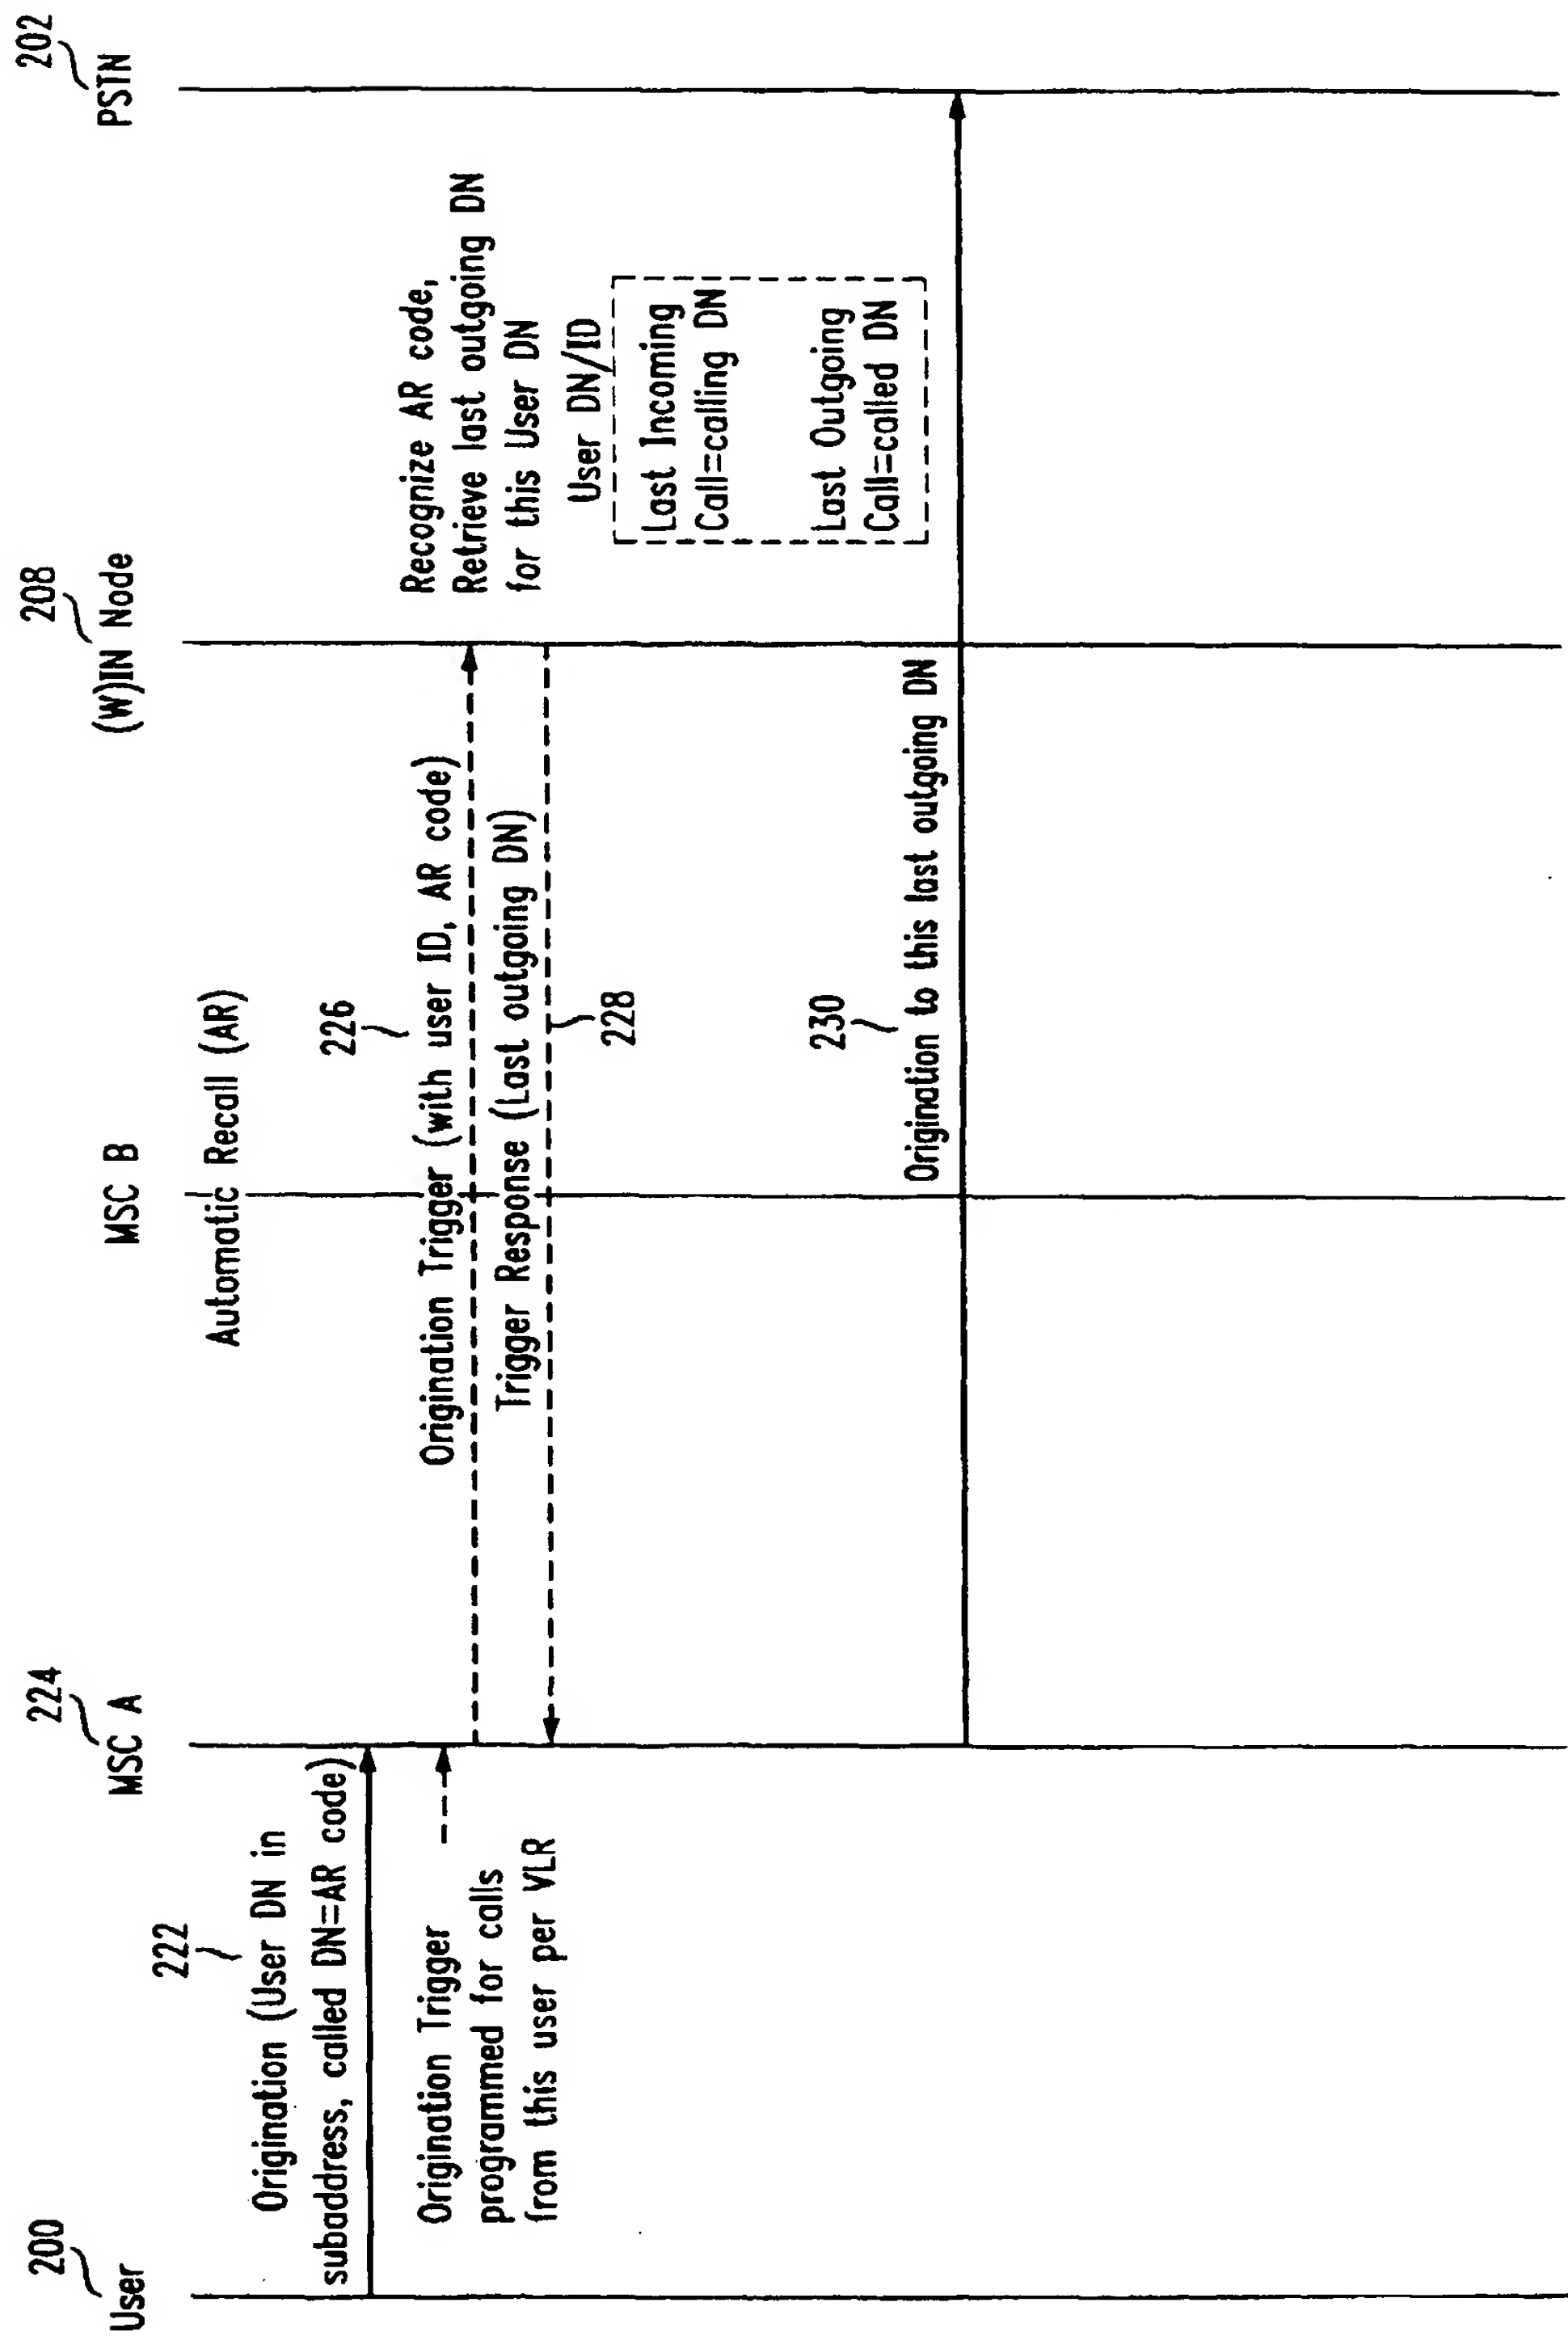 200
User
224
MSC A
MSC B
208
(W)IN Node
202
PSTN
Automatic Recall (AR)
222
Origination (User DN in
subaddress, called DN=AR code)
Origination Trigger
programmed for calls
from this user per VLR
226
Origination Trigger (with user ID, AR code)
Trigger Response (Last outgoing DN)
228
Recognize AR code,
Retrieve last outgoing DN
for this User DN
User DN/ID
Last Incoming
Call=calling DN
Last Outgoing
Call=called DN
230
Origination to this last outgoing DN